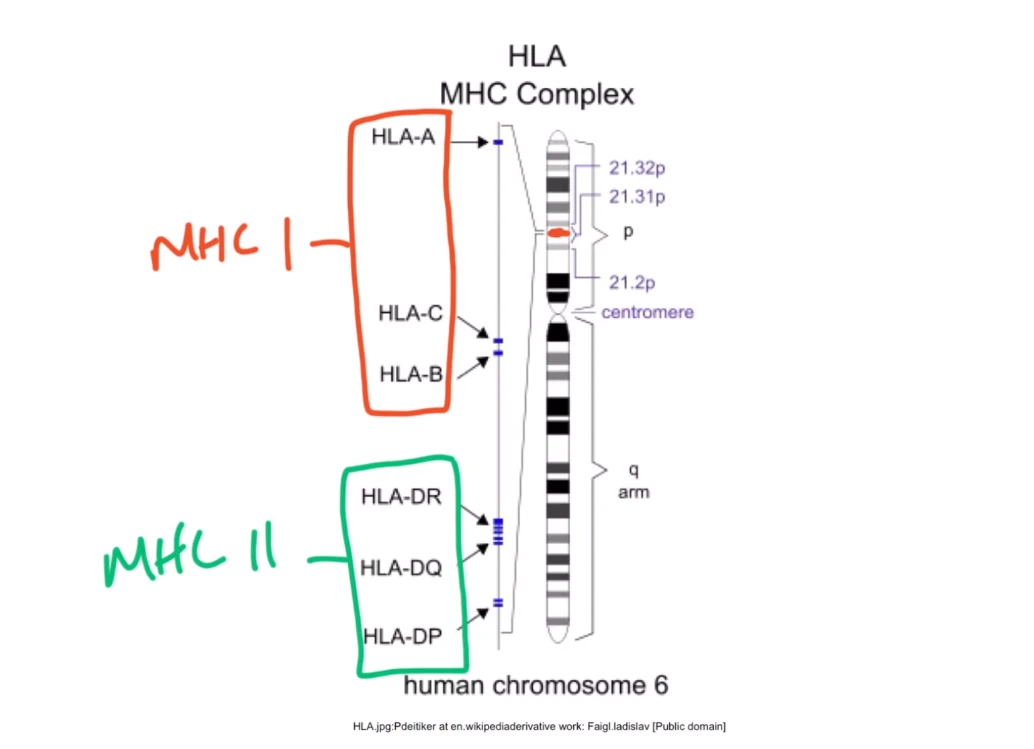 HLA
MHC Complex
HLA-A
21.32p
21.31p
p
MHC I
21.2p
HLA-C
centromere
HLA-B
q
arm
HLA-DR
MHC II
HLA-DQ
HLA-DP
human chromosome 6
HLA.jpg:Pdeitiker at en.wikipediaderivative work: Faigl.ladislav [Public domain]